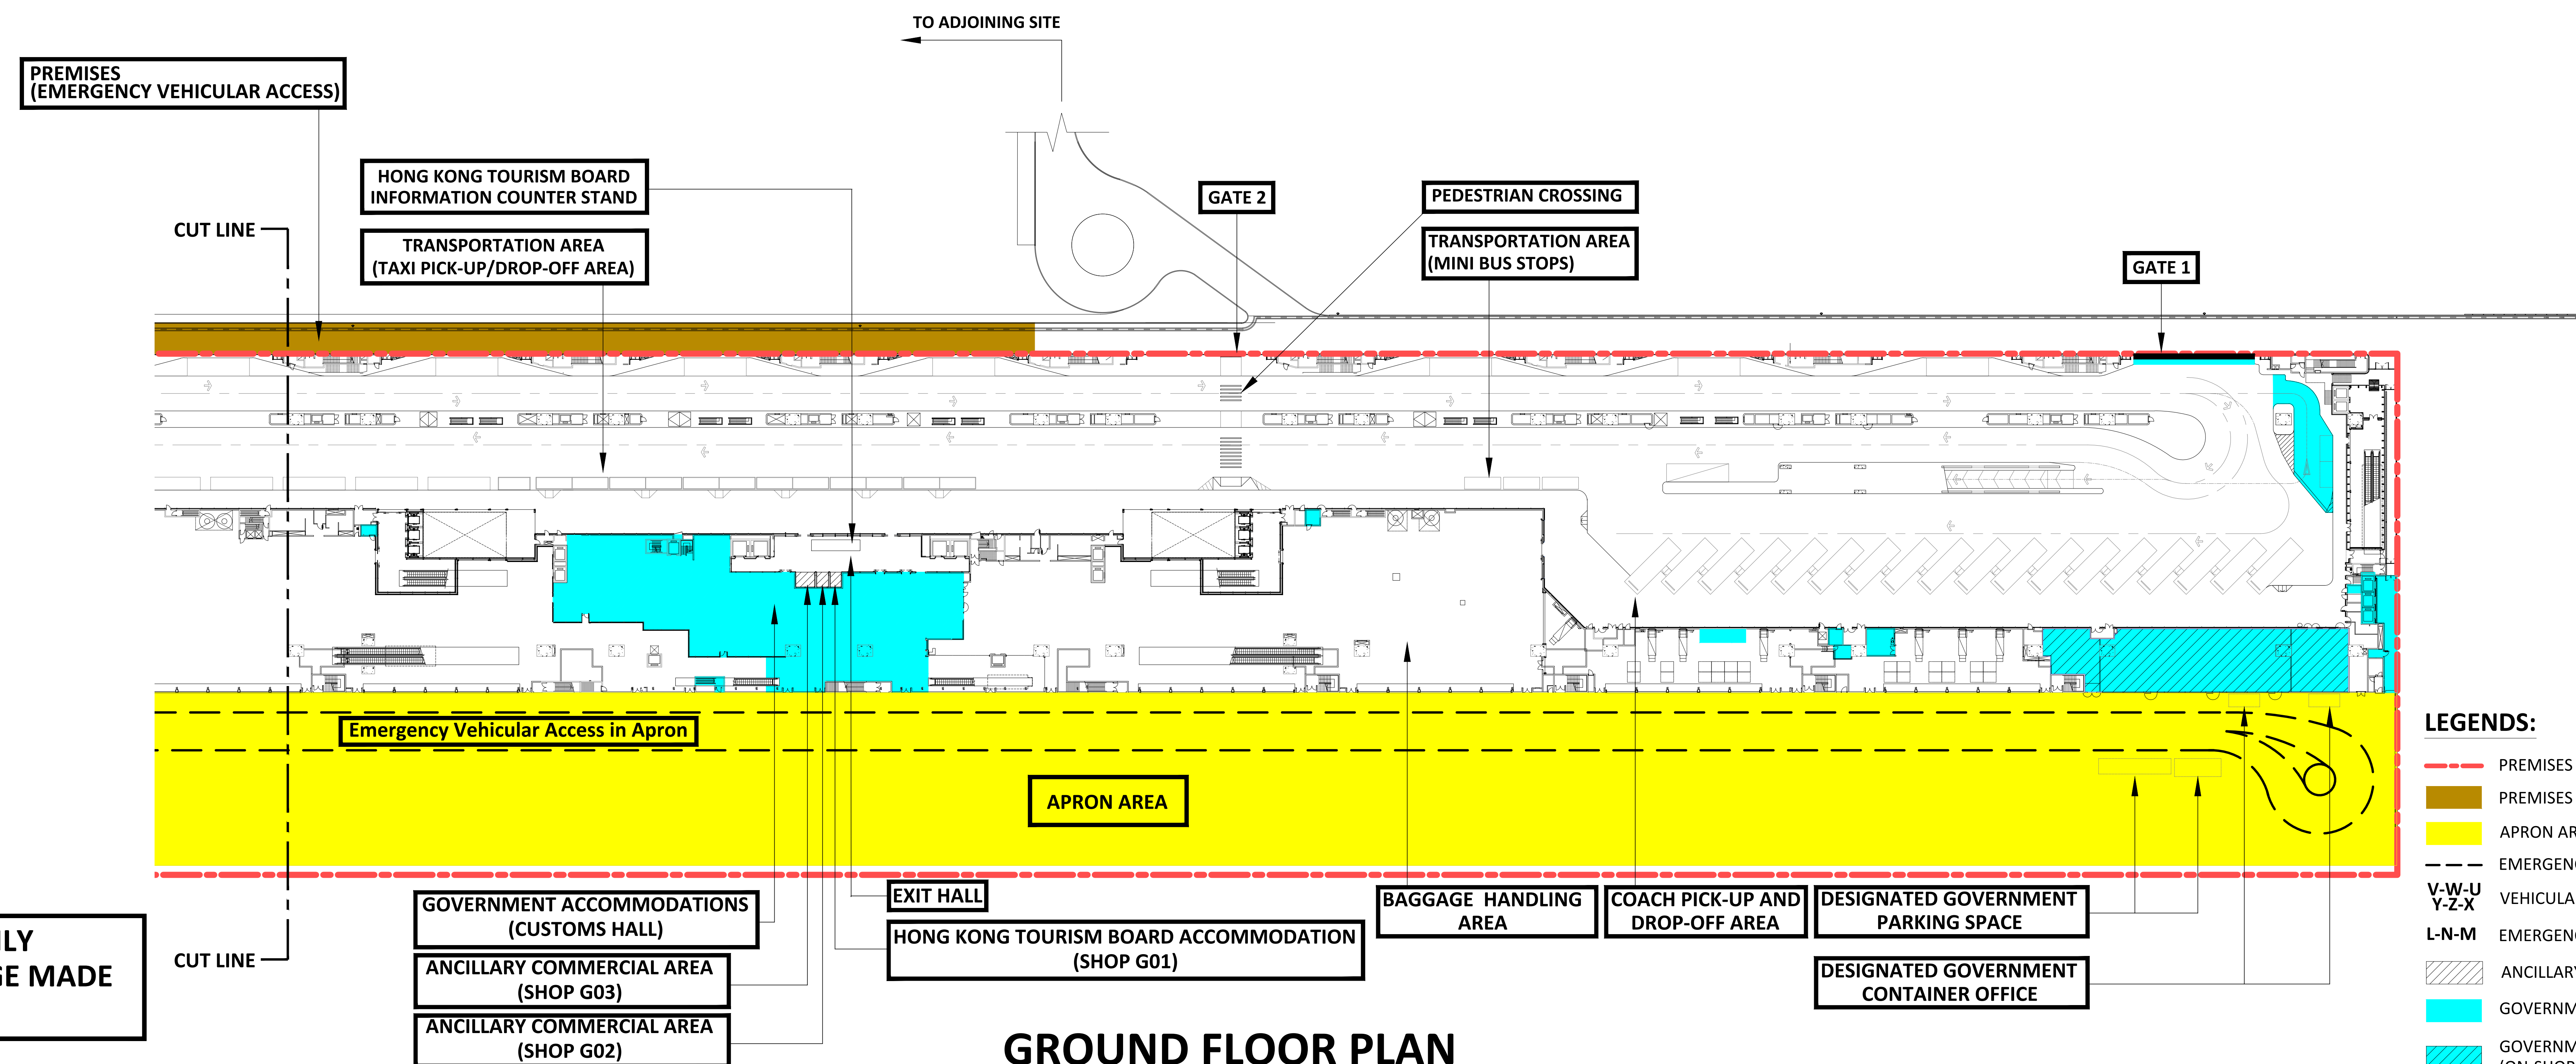 TO ADJOINING SITE
PREMISES
(EMERGENCY VEHICULAR ACCESS)
HONG KONG TOURISM BOARD
INFORMATION COUNTER STAND
CUT LINE
TRANSPORTATION AREA
(TAXI PICK-UP/DROP-OFF AREA)
GATE 2
PEDESTRIAN CROSSING
TRANSPORTATION AREA
(MINI BUS STOPS)
GATE 1
Emergency Vehicular Access in Apron
APRON AREA
EXIT HALL
GOVERNMENT ACCOMMODATIONS
(CUSTOMS HALL)
HONG KONG TOURISM BOARD ACCOMMODATION
(SHOP G01)
BAGGAGE HANDLING
AREA
COACH PICK-UP AND
DROP-OFF AREA
DESIGNATED GOVERNMENT
PARKING SPACE
CUT LINE
ANCILLARY COMMERCIAL AREA
(SHOP G03)
DESIGNATED GOVERNMENT
CONTAINER OFFICE
ANCILLARY COMMERCIAL AREA
(SHOP G02)
GROUND FLOOR PLAN
LY
GE MADE
LEGENDS:
PREMISES
PREMISES
APRON AR
EMERGENC
V-W-U
Y-Z-X
VEHICULA
L-N-M
EMERGENC
ANCILLARY
GOVERNM
GOVERNM